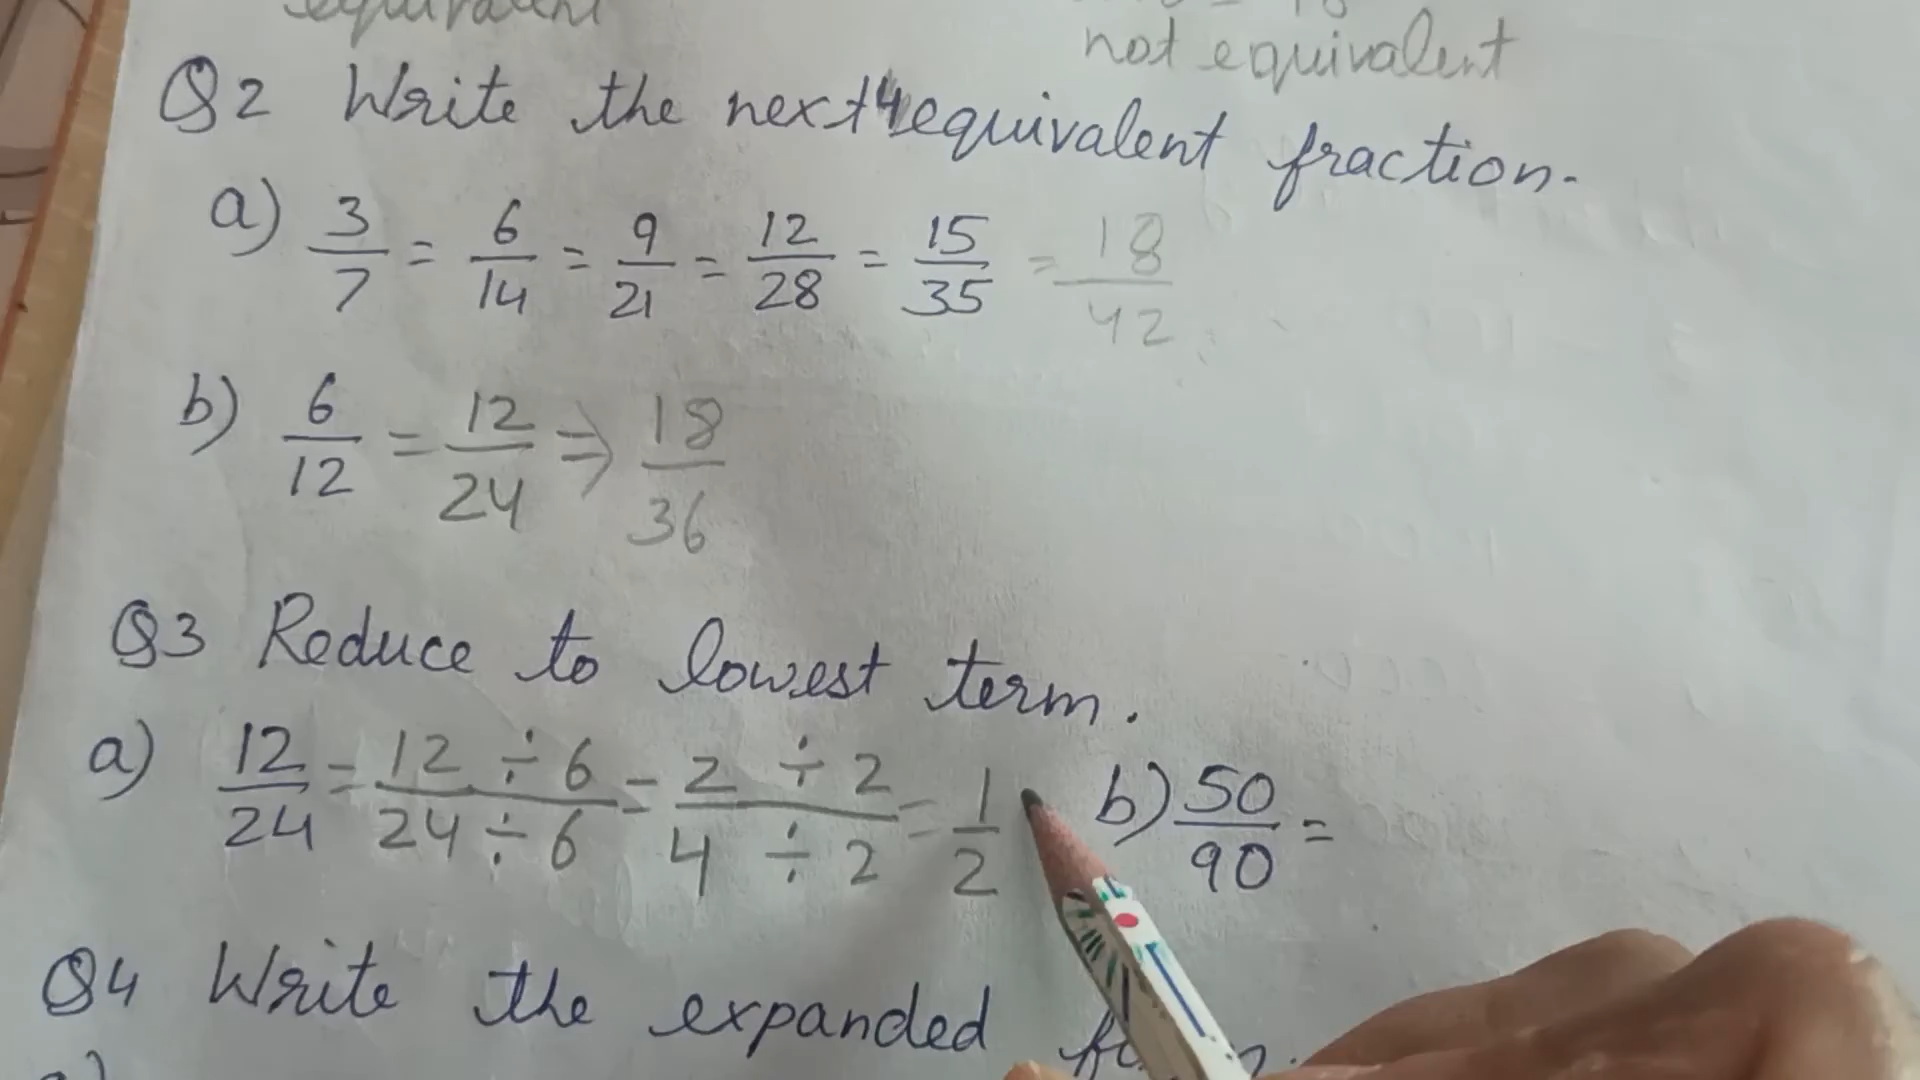 equivalent
not equivalent
Q2 Write the next 4 equivalent fraction.
a) 3/7 = 6/14 = 9/21 = 12/28 = 15/35 = 18/42
b) 6/12 = 12/24 => 18/36
Q3 Reduce to lowest term.
a) 12/24 = 12 ÷ 6/24 ÷ 6 = 2 ÷ 2/4 ÷ 2 = 1/2 b) 50/90 =
Q4 Write the expanded